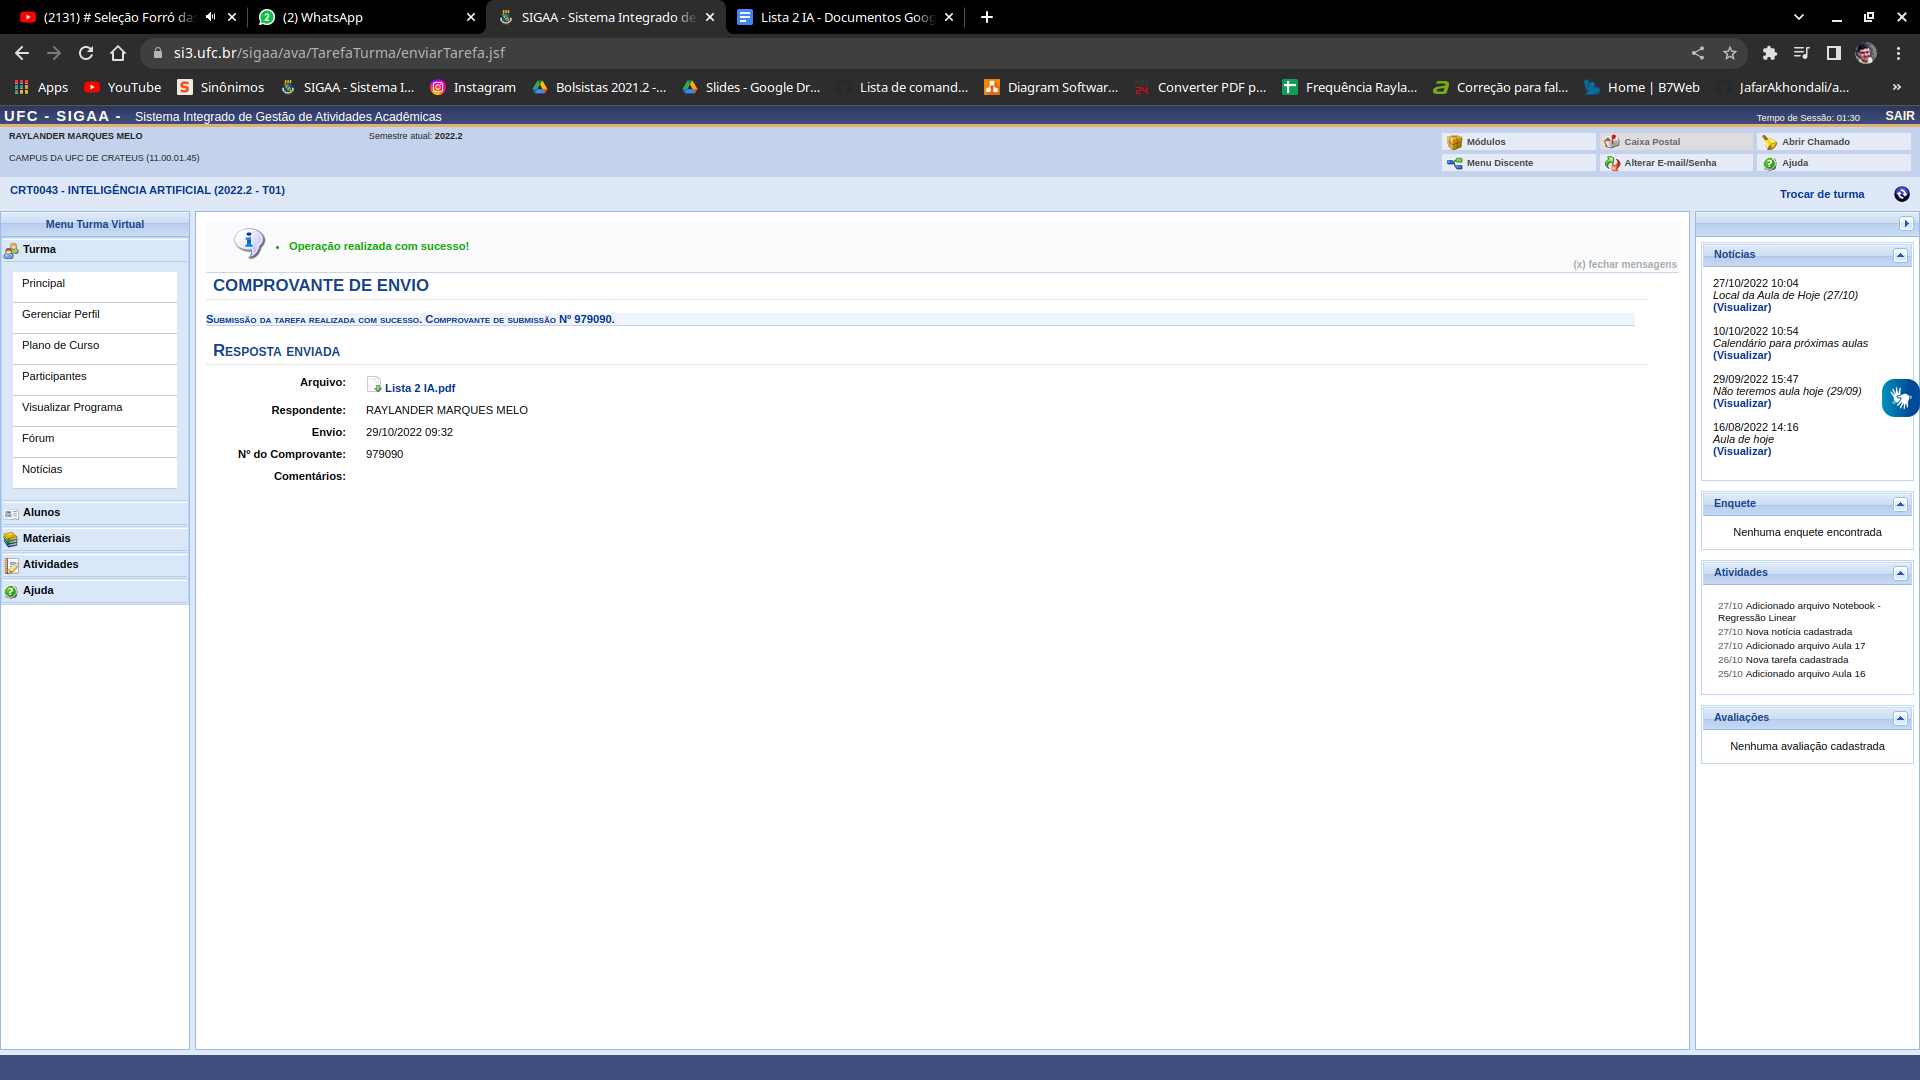 (2131) # Seleção Forró das
(2) WhatsApp
SIGAA - Sistema Integrado de
Lista 2 IA - Documentos Goog
si3.ufc.br/sigaa/ava/TarefaTurma/enviarTarefa.jsf
Apps
YouTube
Sinônimos
SIGAA - Sistema I...
Instagram
Bolsistas 2021.2 -...
Slides - Google Dr...
Lista de comand...
Diagram Softwar...
Converter PDF p...
Frequência Rayla...
Correção para fal...
Home | B7Web
JafarAkhondali/a...
»
UFC - SIGAA -
Sistema Integrado de Gestão de Atividades Acadêmicas
Tempo de Sessão: 01:30
SAIR
RAYLANDER MARQUES MELO
Semestre atual: 2022.2
CAMPUS DA UFC DE CRATEUS (11.00.01.45)
Módulos
Caixa Postal
Abrir Chamado
Menu Discente
Alterar E-mail/Senha
Ajuda
CRT0043 - INTELIGÊNCIA ARTIFICIAL (2022.2 - T01)
Trocar de turma
Menu Turma Virtual
Turma
Principal
Gerenciar Perfil
Plano de Curso
Participantes
Visualizar Programa
Fórum
Notícias
Alunos
Materiais
Atividades
Ajuda
Operação realizada com sucesso!
(x) fechar mensagens
COMPROVANTE DE ENVIO
Submissão da tarefa realizada com sucesso. Comprovante de submissão Nº 979090.
Resposta enviada
Arquivo: Lista 2 IA.pdf
Respondente: RAYLANDER MARQUES MELO
Envio: 29/10/2022 09:32
Nº do Comprovante: 979090
Comentários:
Notícias
27/10/2022 10:04
Local da Aula de Hoje (27/10)
(Visualizar)
10/10/2022 10:54
Calendário para próximas aulas
(Visualizar)
29/09/2022 15:47
Não teremos aula hoje (29/09)
(Visualizar)
16/08/2022 14:16
Aula de hoje
(Visualizar)
Enquete
Nenhuma enquete encontrada
Atividades
27/10 Adicionado arquivo Notebook -
Regressão Linear
27/10 Nova notícia cadastrada
27/10 Adicionado arquivo Aula 17
26/10 Nova tarefa cadastrada
25/10 Adicionado arquivo Aula 16
Avaliações
Nenhuma avaliação cadastrada